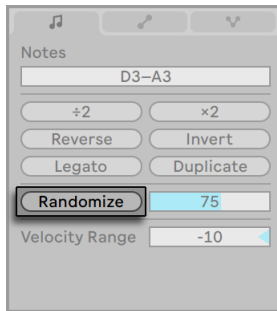 Notes
D3–A3
÷2 ×2
Reverse Invert
Legato Duplicate
Randomize 75
Velocity Range -10